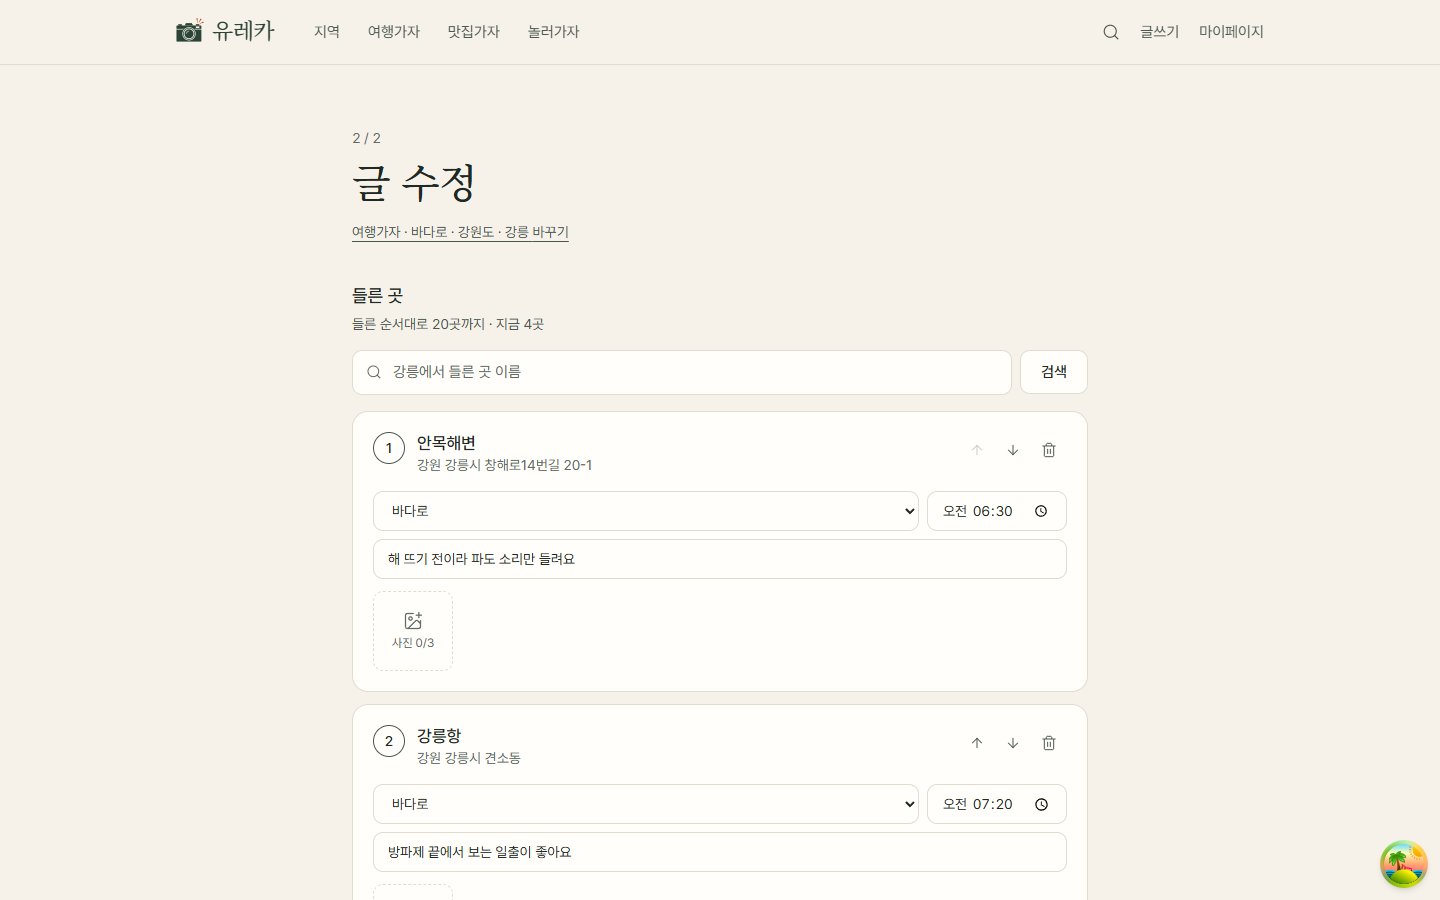 유레카 지역 여행가자 맛집가자 놀러가자 글쓰기 마이페이지
2 / 2
글 수정
여행가자 · 바다로 · 강원도 · 강릉 바꾸기
들른 곳
들른 순서대로 20곳까지 · 지금 4곳
강릉에서 들른 곳 이름 검색
1 안목해변
강원 강릉시 창해로14번길 20-1
바다로 오전 06:30
해 뜨기 전이라 파도 소리만 들려요
사진 0/3
2 강릉항
강원 강릉시 견소동
바다로 오전 07:20
방파제 끝에서 보는 일출이 좋아요